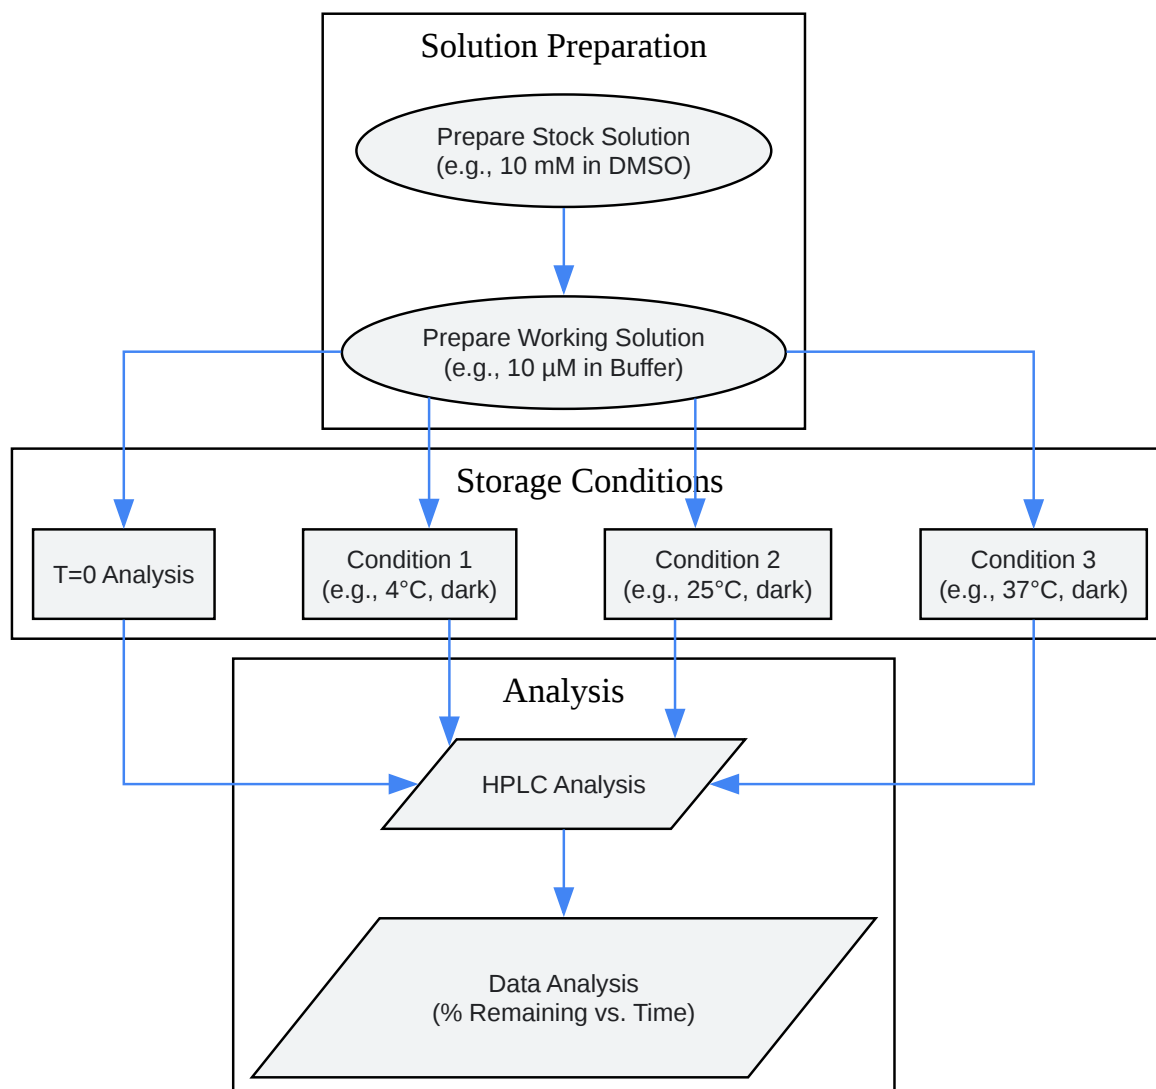 Solution Preparation
Prepare Stock Solution
(e.g., 10 mM in DMSO)
Prepare Working Solution
(e.g., 10 µM in Buffer)
Storage Conditions
T=0 Analysis
Condition 1
(e.g., 4°C, dark)
Condition 2
(e.g., 25°C, dark)
Condition 3
(e.g., 37°C, dark)
Analysis
HPLC Analysis
Data Analysis
(% Remaining vs. Time)